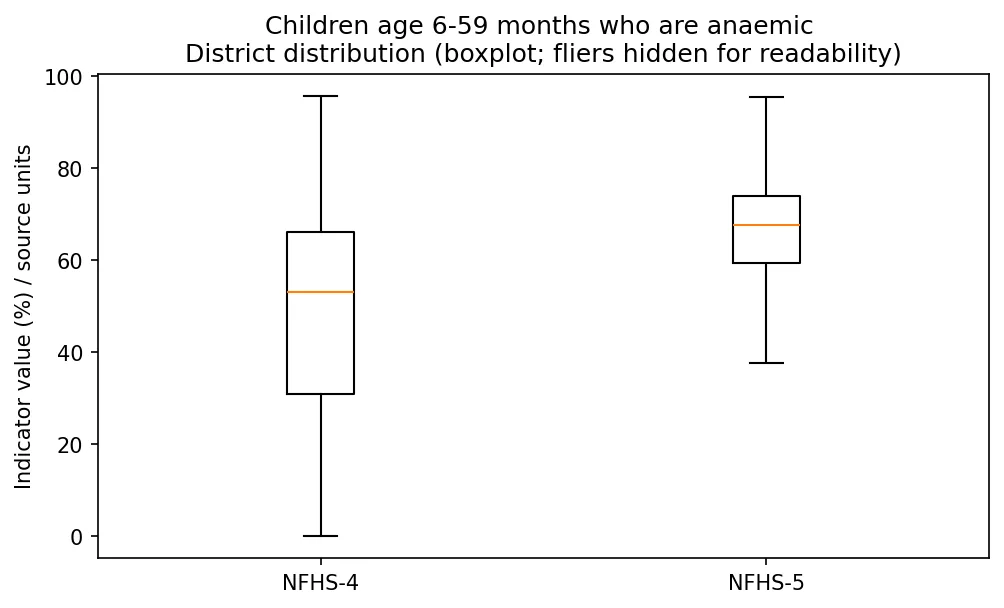 Children age 6-59 months who are anaemic
District distribution (boxplot; fliers hidden for readability)
Indicator value (%) / source units
100
80
60
40
20
0
NFHS-4
NFHS-5